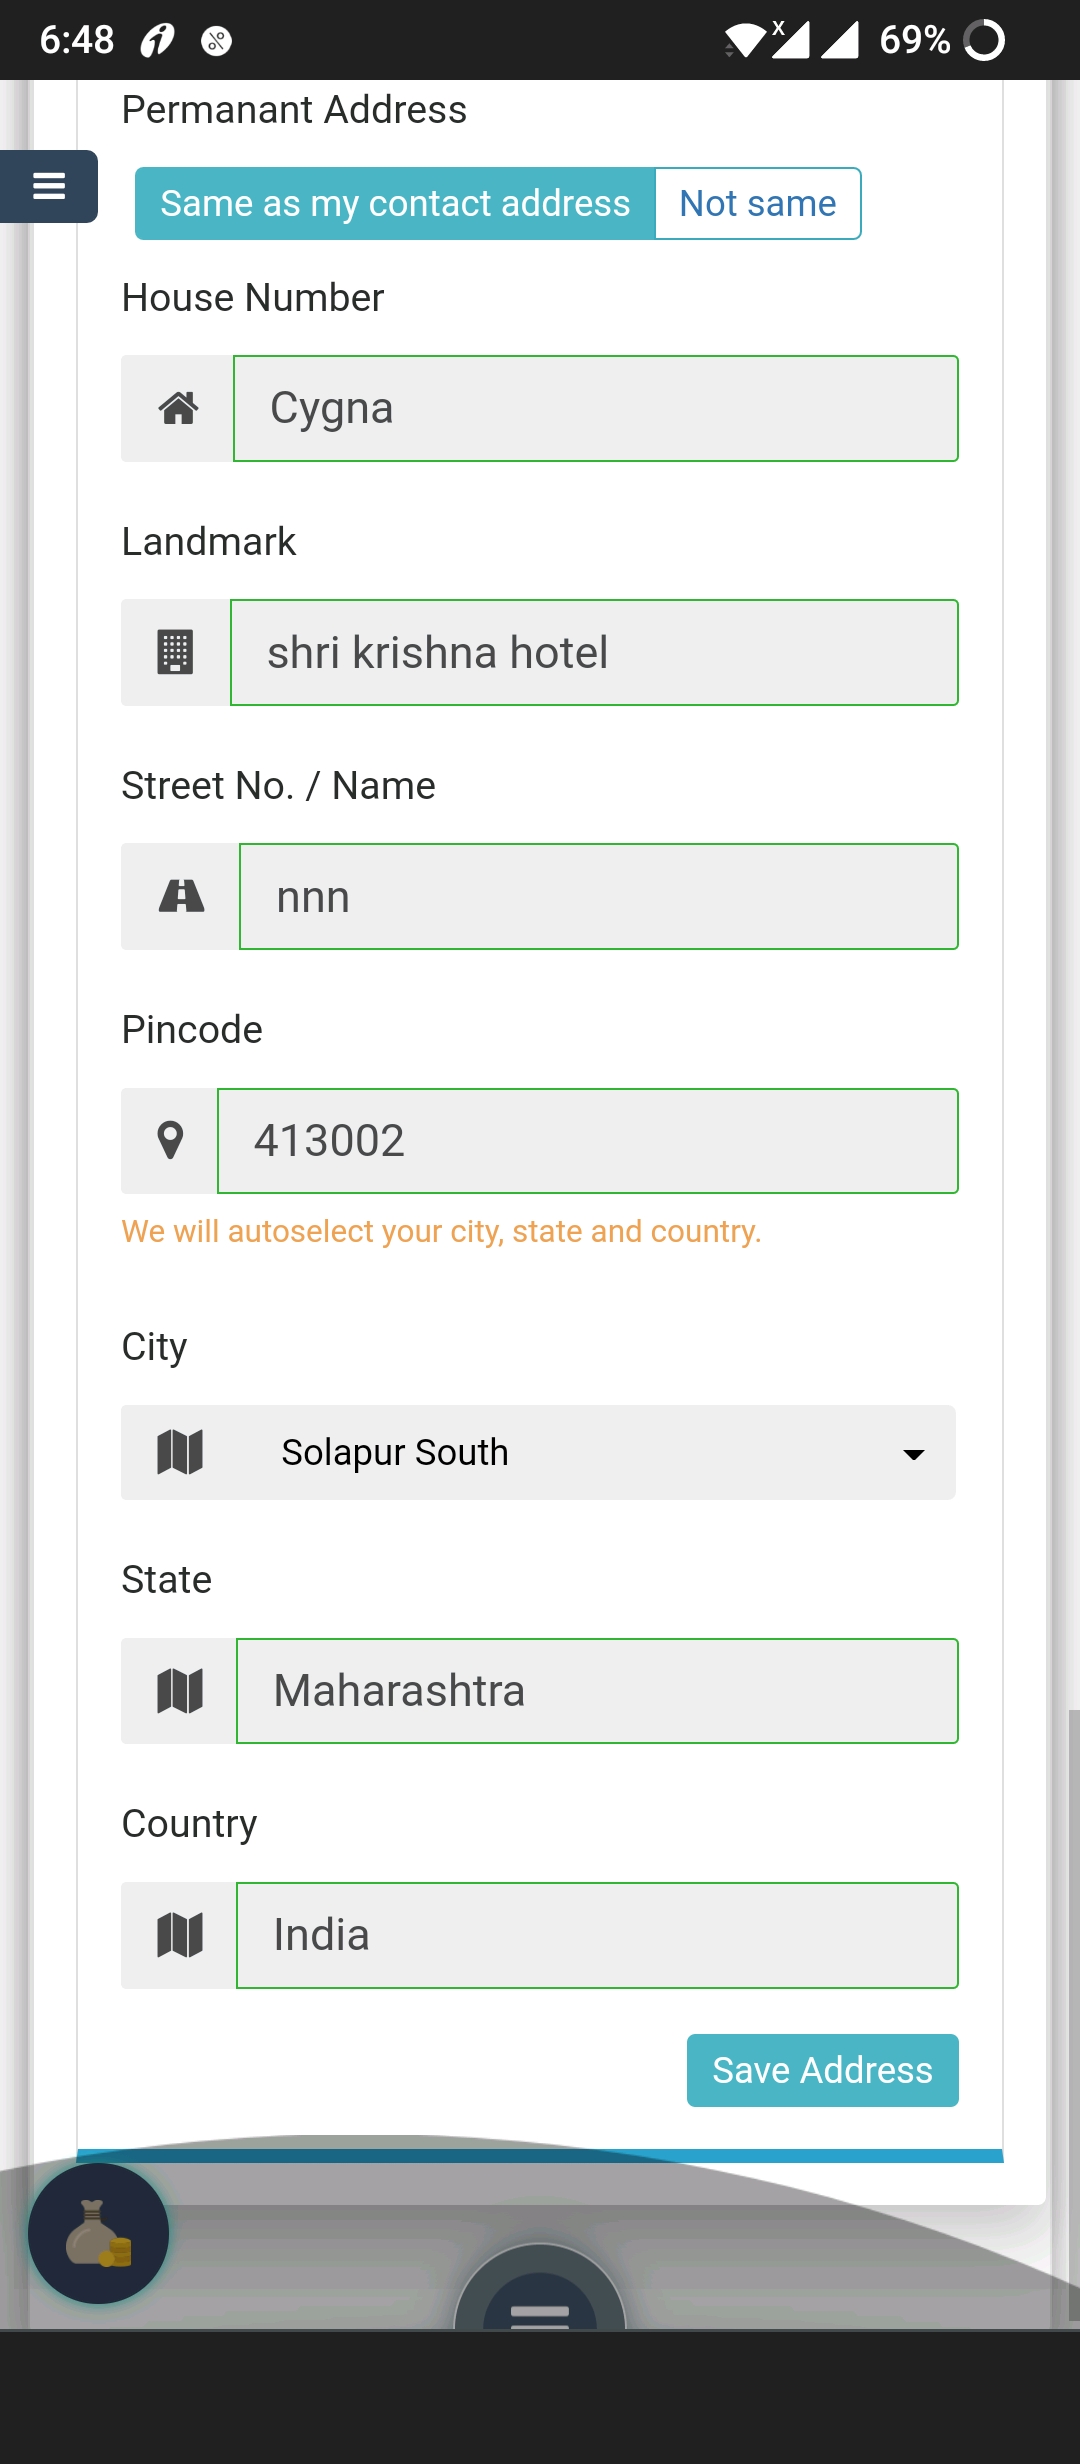 6:48
X
69%
Permanant Address
Same as my contact address
Not same
House Number
Cygna
Landmark
shri krishna hotel
Street No. / Name
nnn
Pincode
413002
We will autoselect your city, state and country.
City
Solapur South
State
Maharashtra
Country
India
Save Address